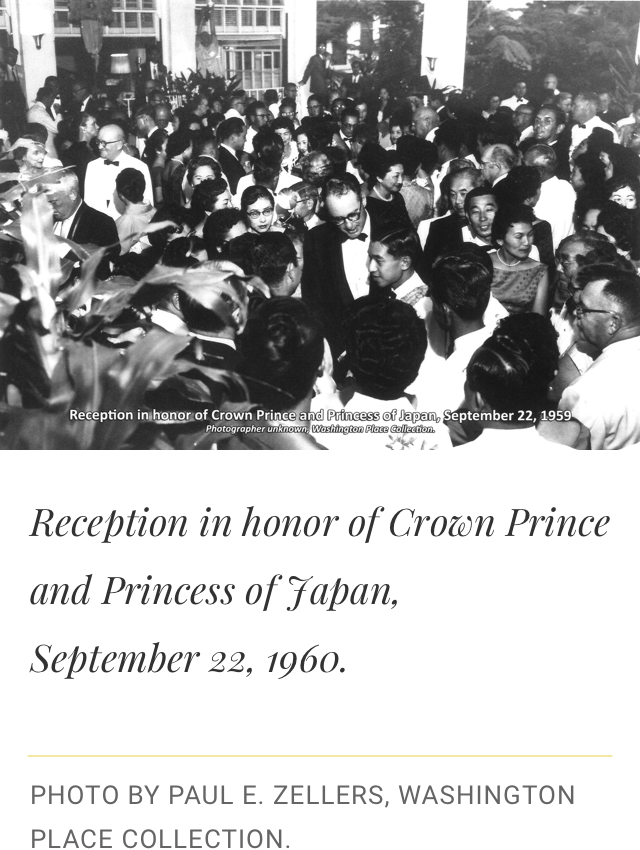 Reception in honor of Crown Prince and Princess of Japan, September 22, 1959
Photographer unknown, Washington Place Collection.
Reception in honor of Crown Prince
and Princess of Japan,
September 22, 1960.
PHOTO BY PAUL E. ZELLERS, WASHINGTON
PLACE COLLECTION.